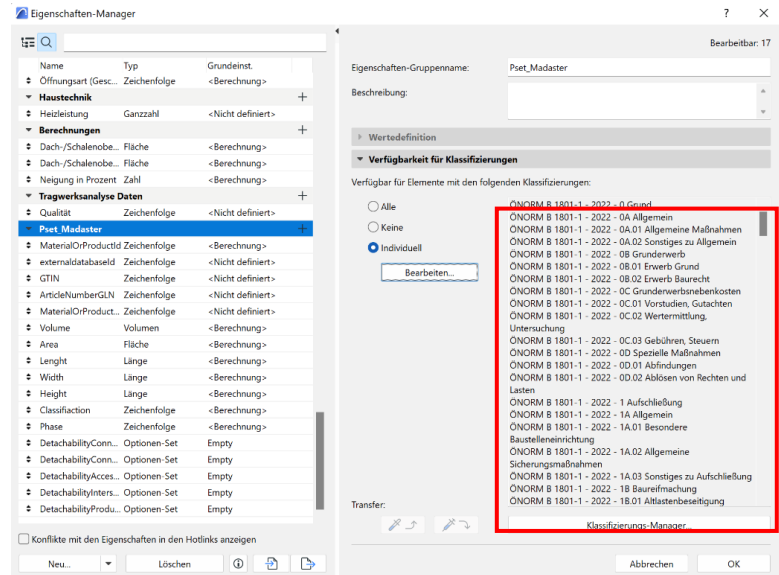 Eigenschaften-Manager
? ×
Bearbeitbar: 17
Name Typ Grundeinst.
Öffnungsart (Gesc... Zeichenfolge <Berechnung>
Haustechnik +
Heizleistung Ganzzahl <Nicht definiert>
Berechnungen +
Dach-/Schalenobe... Fläche <Berechnung>
Dach-/Schalenobe... Fläche <Berechnung>
Neigung in Prozent Zahl <Berechnung>
Tragwerksanalyse Daten +
Qualität Zeichenfolge <Nicht definiert>
Pset_Madaster +
MaterialOrProductId Zeichenfolge <Berechnung>
externaldatabaseId Zeichenfolge <Nicht definiert>
GTIN Zeichenfolge <Nicht definiert>
ArticleNumberGLN Zeichenfolge <Nicht definiert>
MaterialOrProduct... Zeichenfolge <Berechnung>
Volume Volumen <Berechnung>
Area Fläche <Berechnung>
Lenght Länge <Berechnung>
Width Länge <Berechnung>
Height Länge <Berechnung>
Classifiaction Zeichenfolge <Berechnung>
Phase Zeichenfolge <Berechnung>
DetachabilityConn... Optionen-Set Empty
DetachabilityConn... Optionen-Set Empty
DetachabilityAcces... Optionen-Set Empty
DetachabilityInters... Optionen-Set Empty
DetachabilityProdu... Optionen-Set Empty
Konflikte mit den Eigenschaften in den Hotlinks anzeigen
Neu... Löschen
Eigenschaften-Gruppenname: Pset_Madaster
Beschreibung:
Wertedefinition
Verfügbarkeit für Klassifizierungen
Verfügbar für Elemente mit den folgenden Klassifizierungen:
Alle
Keine
Individuell
Bearbeiten...
ÖNORM B 1801-1 - 2022 - 0 Grund
ÖNORM B 1801-1 - 2022 - 0A Allgemein
ÖNORM B 1801-1 - 2022 - 0A.01 Allgemeine Maßnahmen
ÖNORM B 1801-1 - 2022 - 0A.02 Sonstiges zu Allgemein
ÖNORM B 1801-1 - 2022 - 0B Grunderwerb
ÖNORM B 1801-1 - 2022 - 0B.01 Erwerb Grund
ÖNORM B 1801-1 - 2022 - 0B.02 Erwerb Baurecht
ÖNORM B 1801-1 - 2022 - 0C Grunderwerbsnebenkosten
ÖNORM B 1801-1 - 2022 - 0C.01 Vorstudien, Gutachten
ÖNORM B 1801-1 - 2022 - 0C.02 Wertermittlung,
Untersuchung
ÖNORM B 1801-1 - 2022 - 0C.03 Gebühren, Steuern
ÖNORM B 1801-1 - 2022 - 0D Spezielle Maßnahmen
ÖNORM B 1801-1 - 2022 - 0D.01 Abfindungen
ÖNORM B 1801-1 - 2022 - 0D.02 Ablösen von Rechten und
Lasten
ÖNORM B 1801-1 - 2022 - 1 Aufschließung
ÖNORM B 1801-1 - 2022 - 1A Allgemein
ÖNORM B 1801-1 - 2022 - 1A.01 Besondere
Baustelleneinrichtung
ÖNORM B 1801-1 - 2022 - 1A.02 Allgemeine
Sicherungsmaßnahmen
ÖNORM B 1801-1 - 2022 - 1A.03 Sonstiges zu Aufschließung
ÖNORM B 1801-1 - 2022 - 1B Baureifmachung
ÖNORM B 1801-1 - 2022 - 1B.01 Altlastenbeseitigung
Transfer:
Klassifizierungs-Manager...
Abbrechen OK